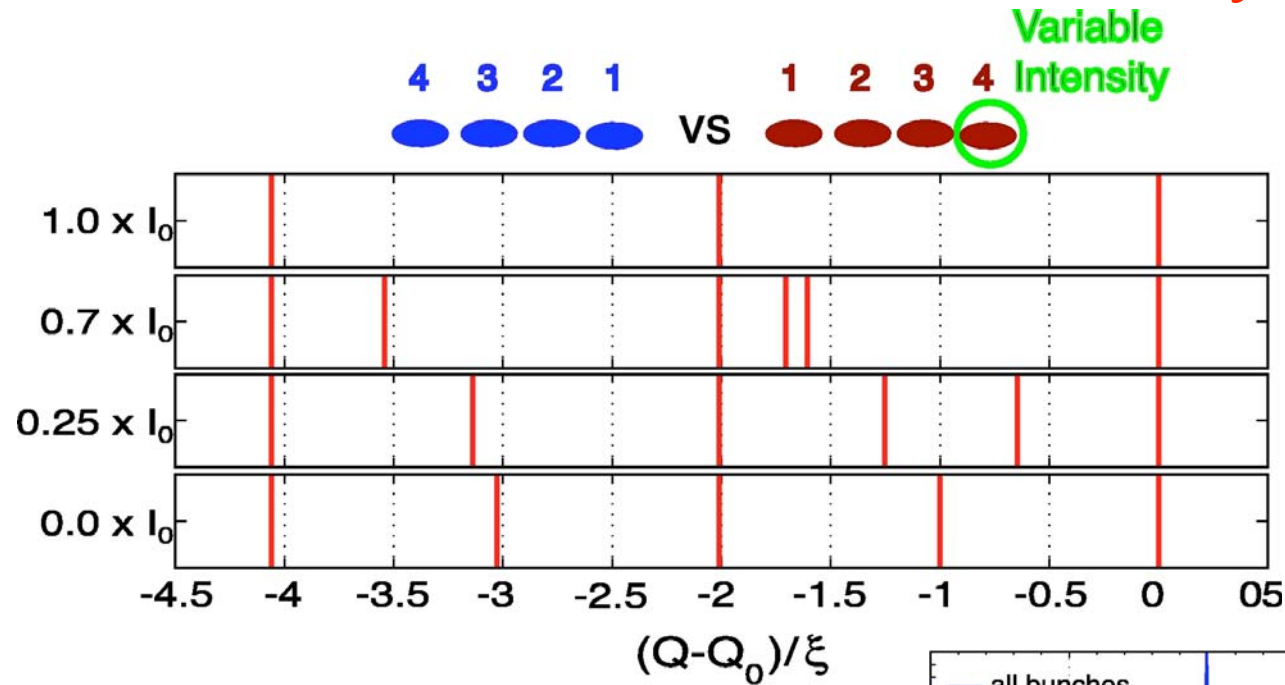 Variable
Intensity
4 3 2 1 VS 1 2 3 4
1.0 x I₀
0.7 x I₀
0.25 x I₀
0.0 x I₀
-4.5 -4 -3.5 -3 -2.5 -2 -1.5 -1 -0.5 0 05
(Q-Q₀)/ξ
all bunches